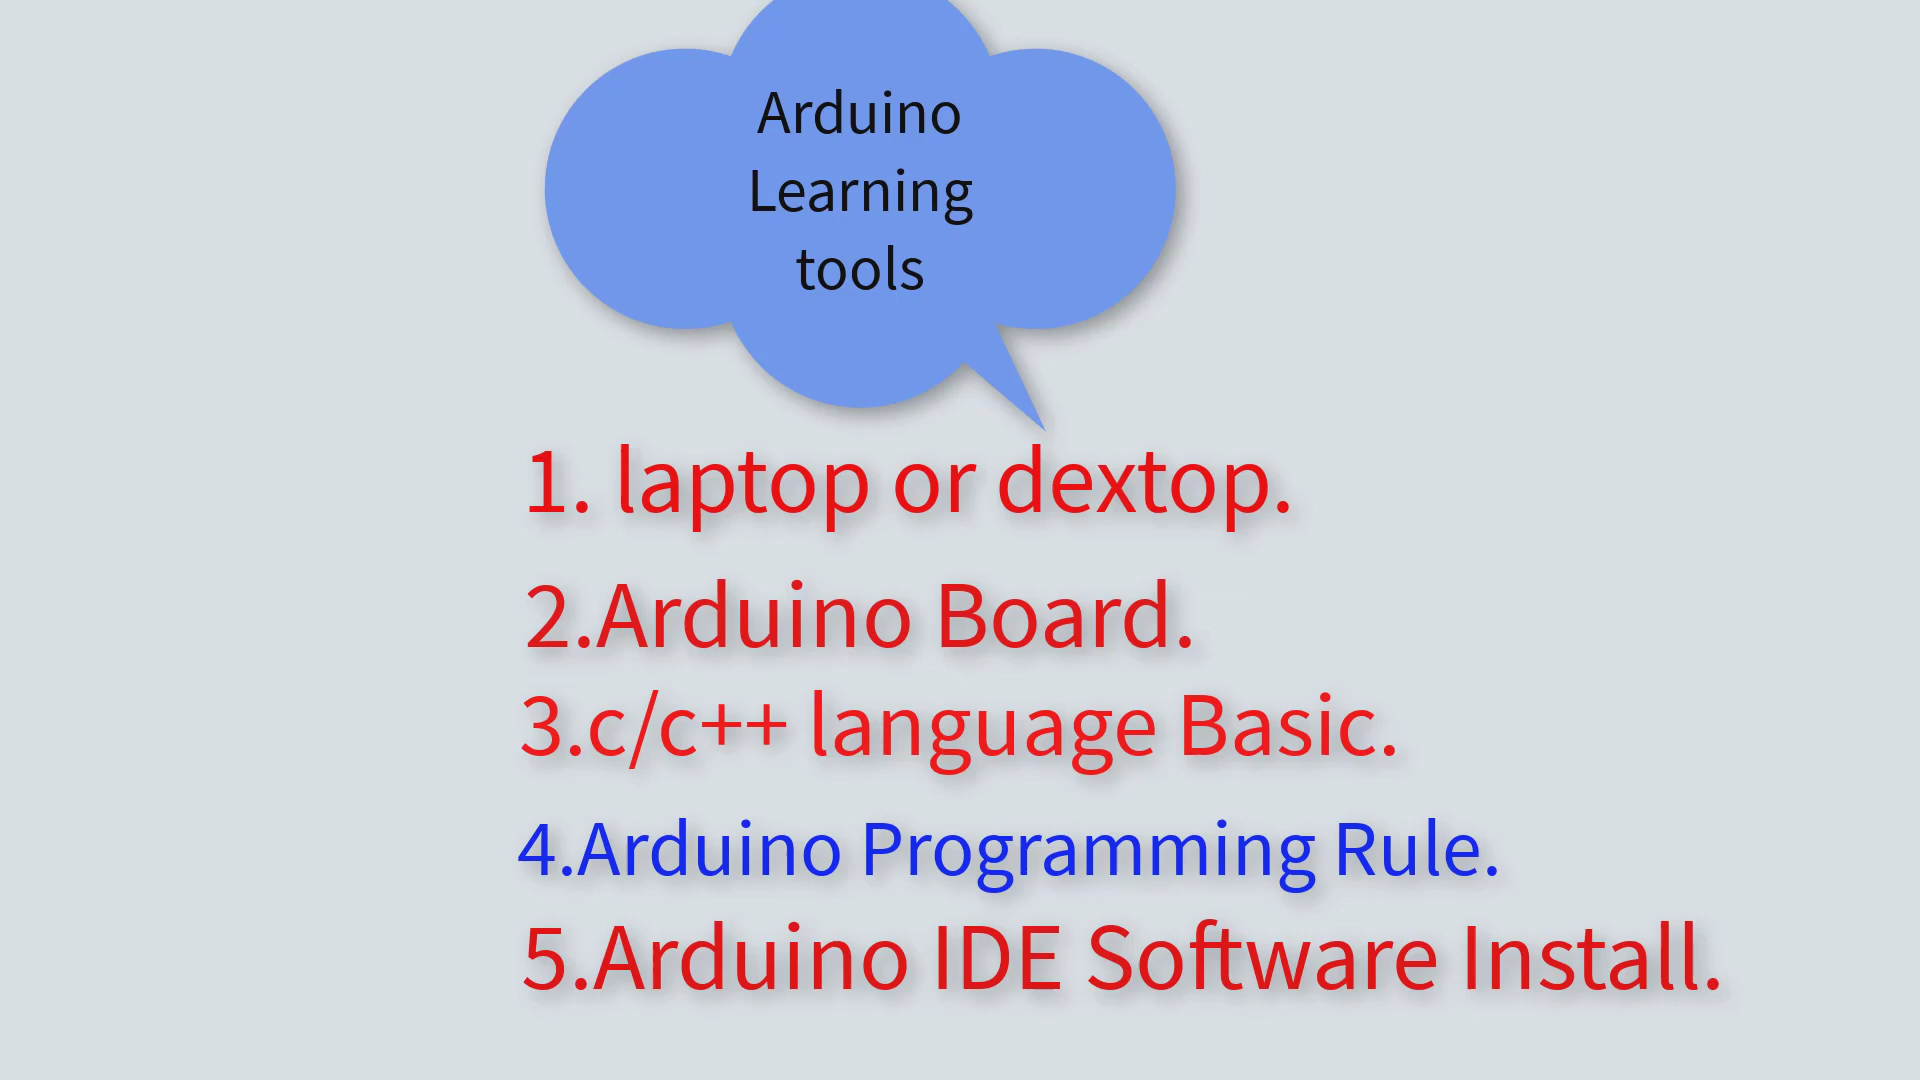 Arduino
Learning
tools
1. laptop or dextop.
2.Arduino Board.
3.c/c++ language Basic.
4.Arduino Programming Rule.
5.Arduino IDE Software Install.